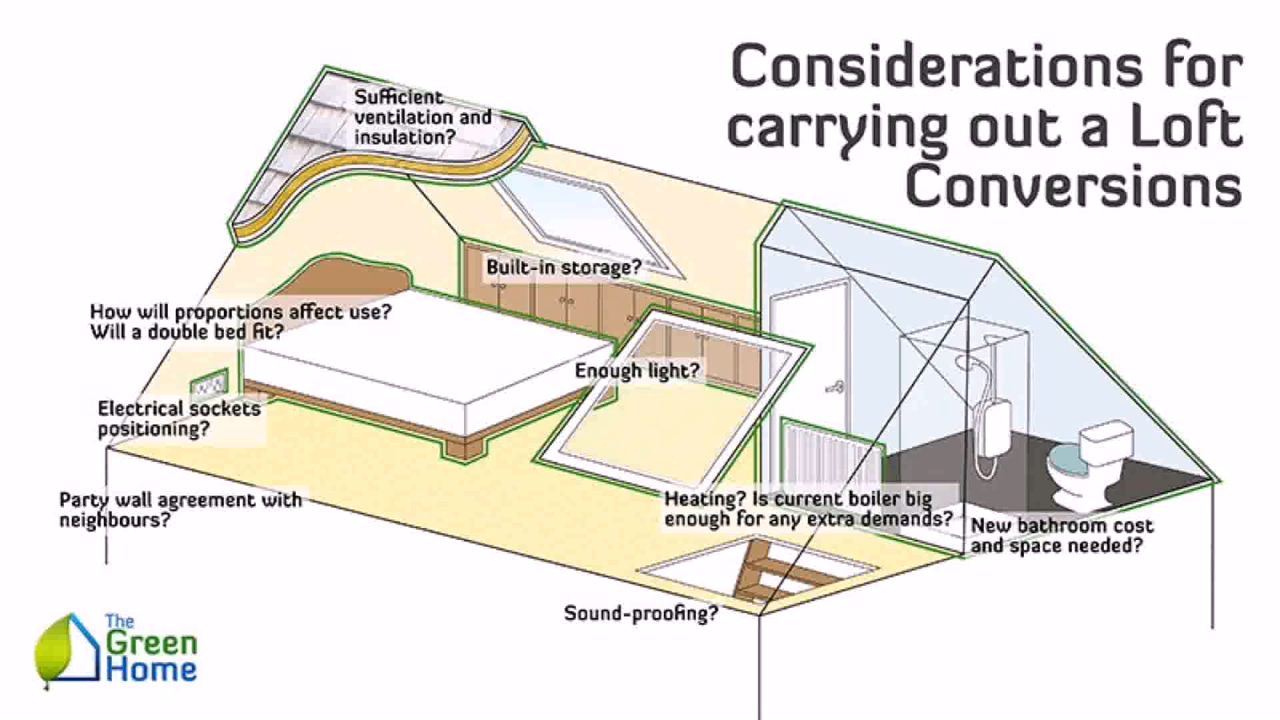 Considerations for
carrying out a Loft
Conversions
Sufficient
ventilation and
insulation?
Built-in storage?
How will proportions affect use?
Will a double bed fit?
Enough light?
Electrical sockets
positioning?
Party wall agreement with
neighbours?
Heating? Is current boiler big
enough for any extra demands?
New bathroom cost
and space needed?
Sound-proofing?
The
Green
Home